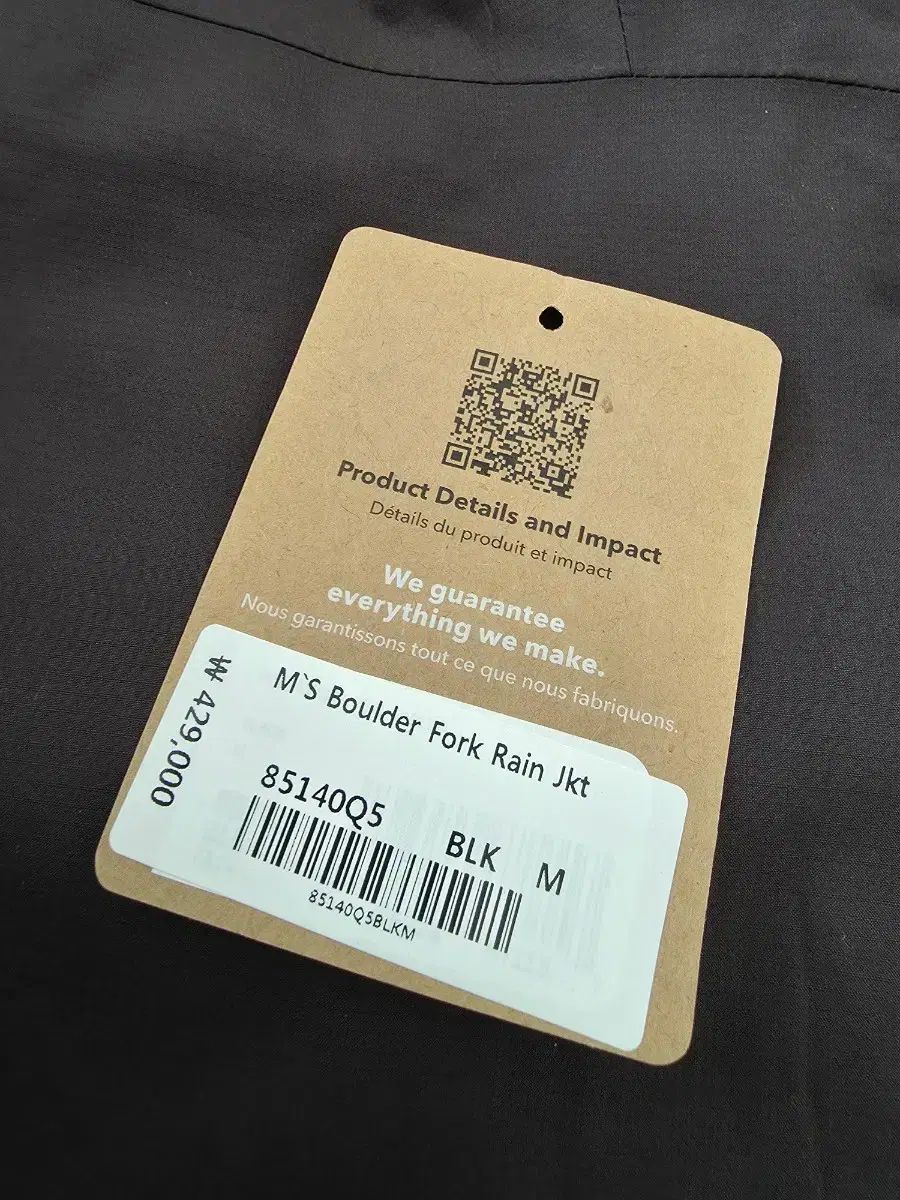 Product Details and Impact
Détails du produit et impact
We guarantee
everything we make.
Nous garantissons tout ce que nous fabriquons.
₩ 429,000
M`S Boulder Fork Rain Jkt
85140Q5
BLK M
85140Q5BLKM